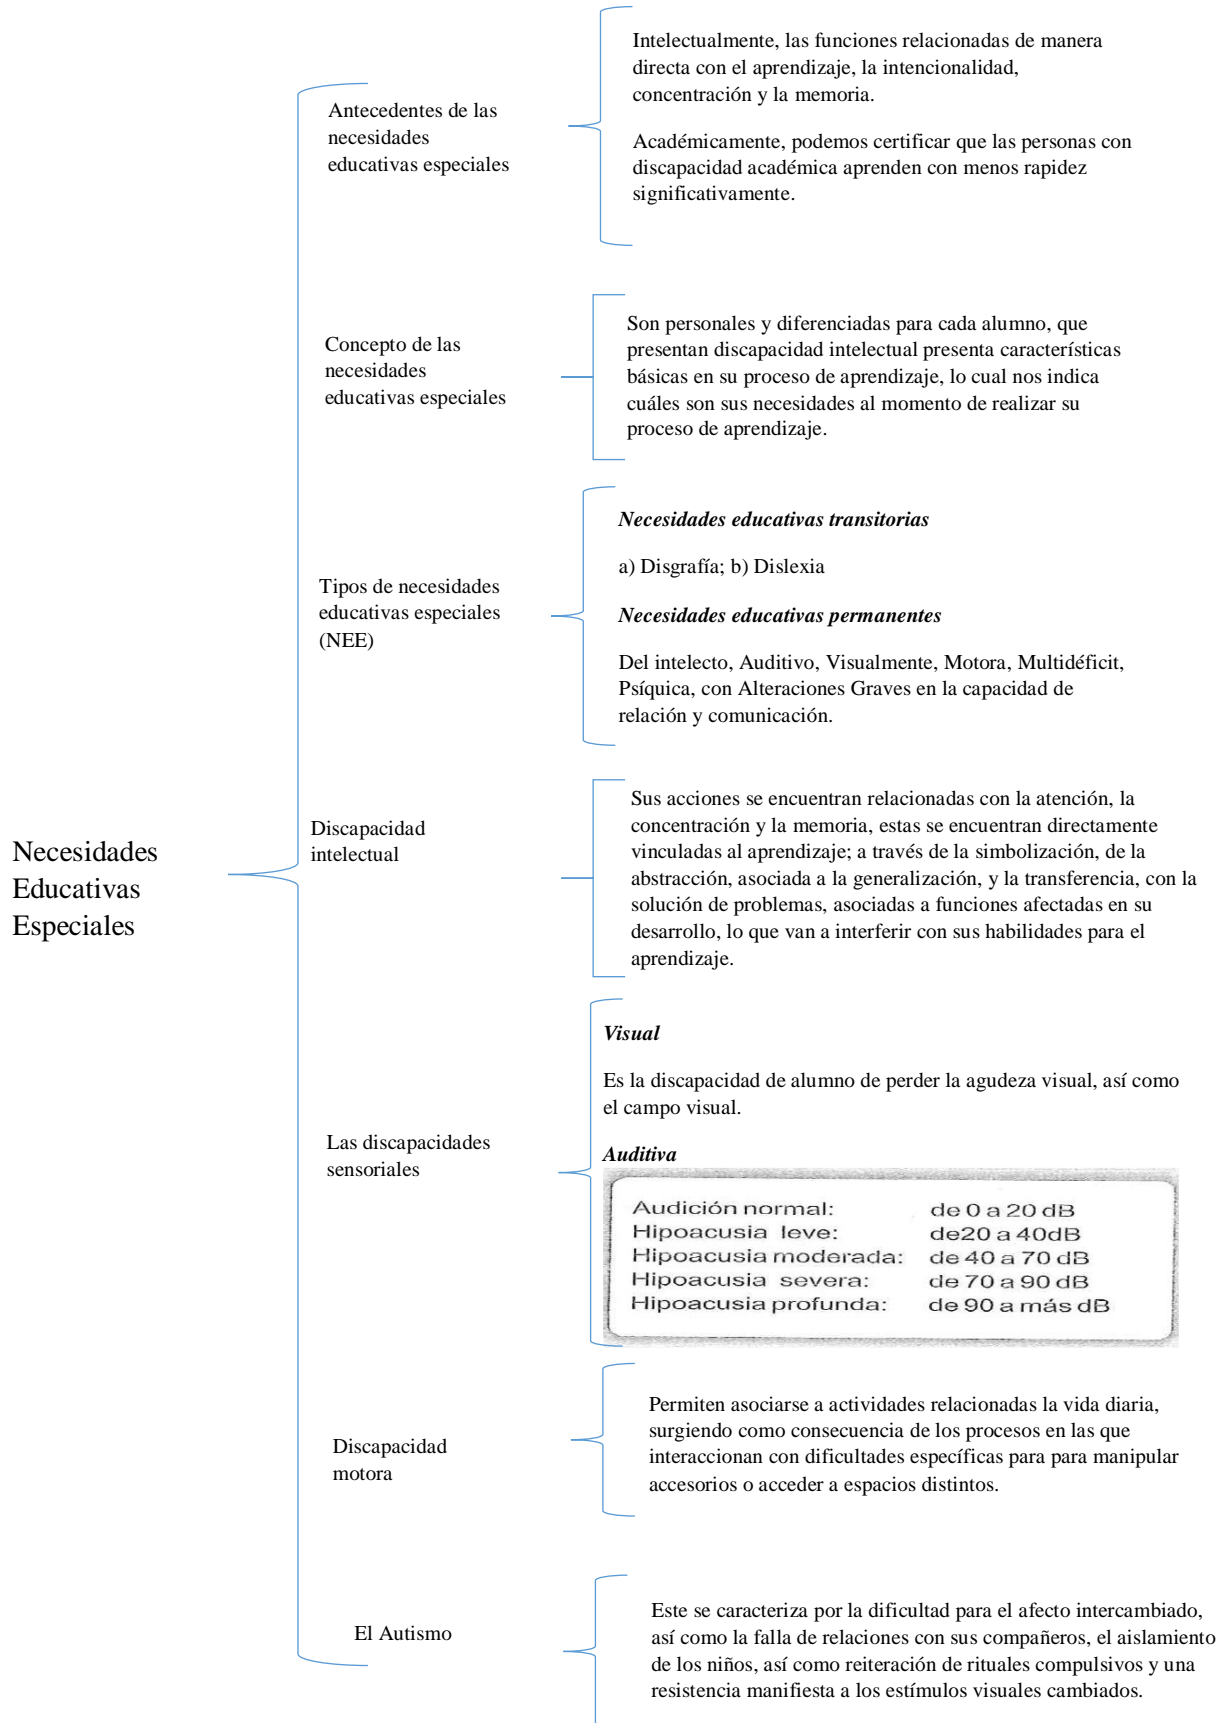 Necesidades
Educativas
Especiales
Antecedentes de las
necesidades
educativas especiales
Intelectualmente, las funciones relacionadas de manera
directa con el aprendizaje, la intencionalidad,
concentración y la memoria.
Académicamente, podemos certificar que las personas con
discapacidad académica aprenden con menos rapidez
significativamente.
Concepto de las
necesidades
educativas especiales
Son personales y diferenciadas para cada alumno, que
presentan discapacidad intelectual presenta características
básicas en su proceso de aprendizaje, lo cual nos indica
cuáles son sus necesidades al momento de realizar su
proceso de aprendizaje.
Tipos de necesidades
educativas especiales
(NEE)
Necesidades educativas transitorias
a) Disgrafía; b) Dislexia
Necesidades educativas permanentes
Del intelecto, Auditivo, Visualmente, Motora, Multidéficit,
Psíquica, con Alteraciones Graves en la capacidad de
relación y comunicación.
Discapacidad
intelectual
Sus acciones se encuentran relacionadas con la atención, la
concentración y la memoria, estas se encuentran directamente
vinculadas al aprendizaje; a través de la simbolización, de la
abstracción, asociada a la generalización, y la transferencia, con la
solución de problemas, asociadas a funciones afectadas en su
desarrollo, lo que van a interferir con sus habilidades para el
aprendizaje.
Las discapacidades
sensoriales
Visual
Es la discapacidad de alumno de perder la agudeza visual, así como
el campo visual.
Auditiva
Audición normal: de 0 a 20 dB
Hipoacusia leve: de20 a 40dB
Hipoacusia moderada: de 40 a 70 dB
Hipoacusia severa: de 70 a 90 dB
Hipoacusia profunda: de 90 a más dB
Discapacidad
motora
Permiten asociarse a actividades relacionadas la vida diaria,
surgiendo como consecuencia de los procesos en las que
interaccionan con dificultades específicas para para manipular
accesorios o acceder a espacios distintos.
El Autismo
Este se caracteriza por la dificultad para el afecto intercambiado,
así como la falla de relaciones con sus compañeros, el aislamiento
de los niños, así como reiteración de rituales compulsivos y una
resistencia manifiesta a los estímulos visuales cambiados.